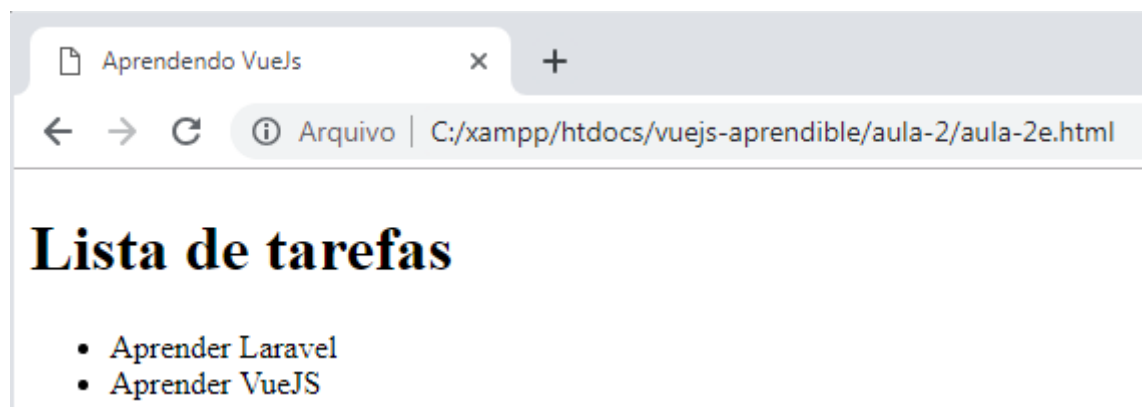 Aprendendo VueJs
Arquivo C:/xampp/htdocs/vuejs-aprendible/aula-2/aula-2e.html
Lista de tarefas
Aprender Laravel
Aprender VueJS